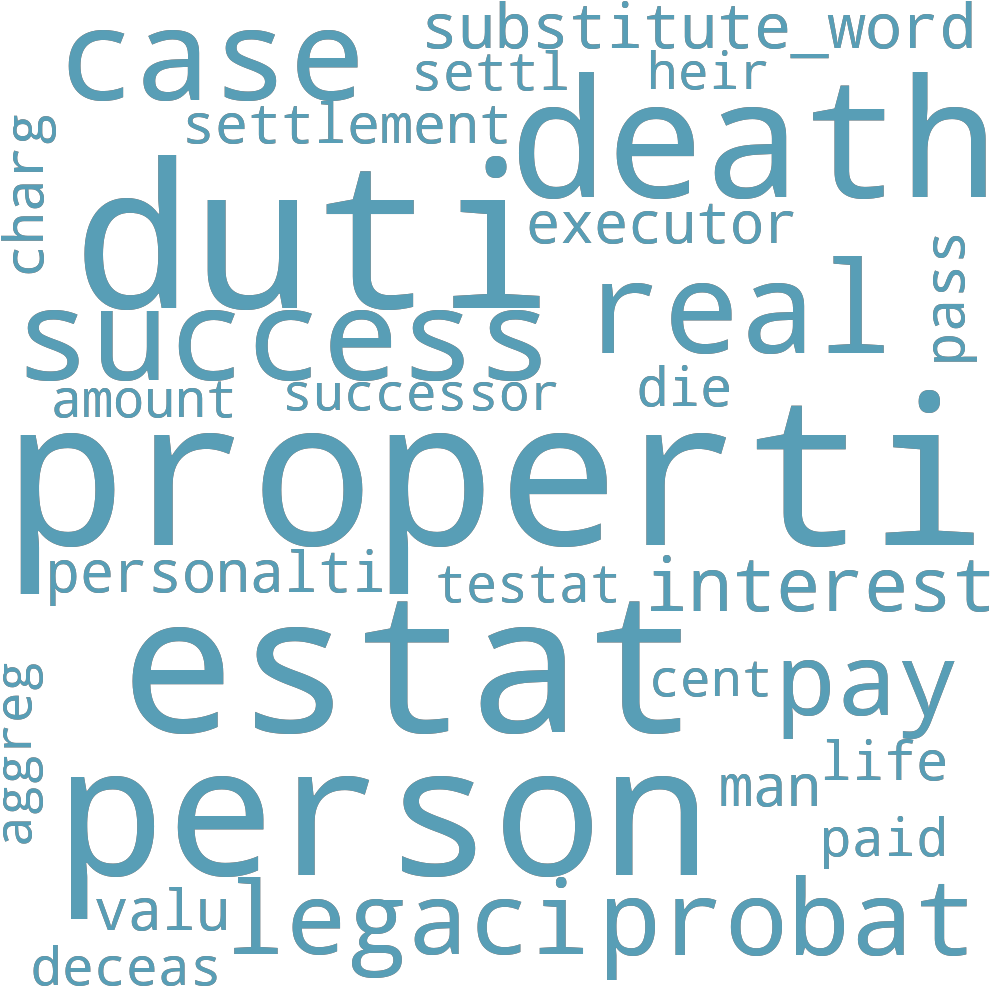 substitute_word
case
settl
heir
death
settlement
charg
duti
executor
pass
real
success
die
amount
successor
properti
personalti
testat
interest
estat
cent
pay
aggreg
life
man
person
paid
valu
legaci
probat
deceas